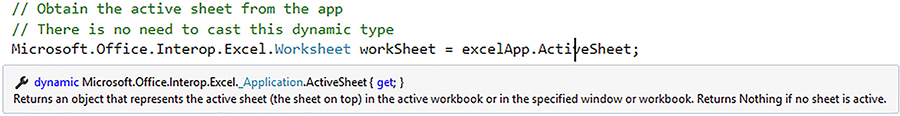 // Obtain the active sheet from the app
// There is no need to cast this dynamic type
Microsoft.Office.Interop.Excel.Worksheet workSheet = excelApp.ActiveSheet;
dynamic Microsoft.Office.Interop.Excel._Application.ActiveSheet { get; }
Returns an object that represents the active sheet (the sheet on top) in the active workbook or in the specified window or workbook. Returns Nothing if no sheet is active.